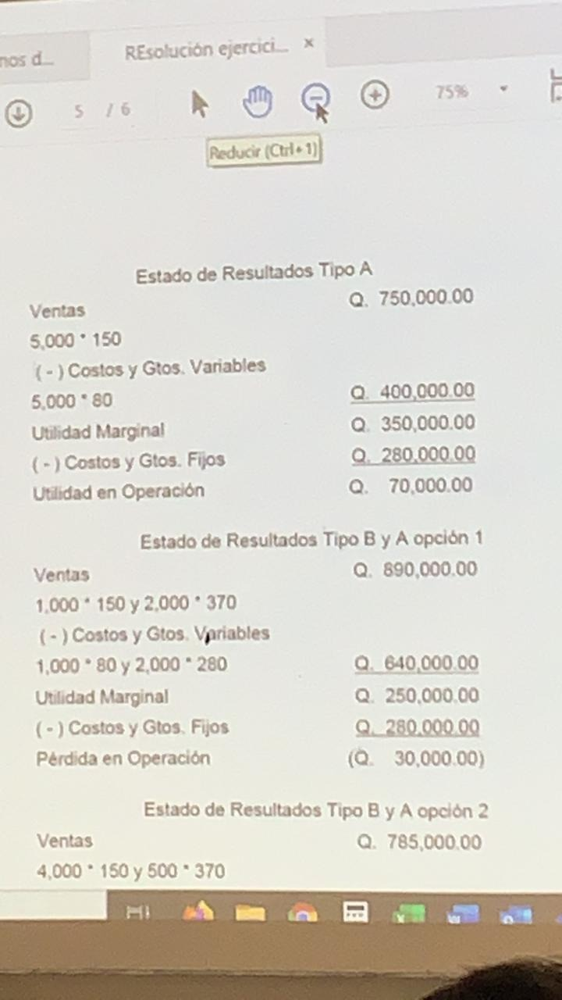 nos d...
REsolución ejercici... ×
5 / 6
75%
Reducir (Ctrl+1)
Estado de Resultados Tipo A
Ventas Q. 750,000.00
5,000 * 150
( - ) Costos y Gtos. Variables
5,000 * 80 Q. 400,000.00
Utilidad Marginal Q. 350,000.00
( - ) Costos y Gtos. Fijos Q. 280,000.00
Utilidad en Operación Q. 70,000.00
Estado de Resultados Tipo B y A opción 1
Ventas Q. 890,000.00
1,000 * 150 y 2,000 * 370
( - ) Costos y Gtos. Variables
1,000 * 80 y 2,000 * 280 Q. 640,000.00
Utilidad Marginal Q. 250,000.00
( - ) Costos y Gtos. Fijos Q. 280,000.00
Pérdida en Operación (Q. 30,000.00)
Estado de Resultados Tipo B y A opción 2
Ventas Q. 785,000.00
4,000 * 150 y 500 * 370